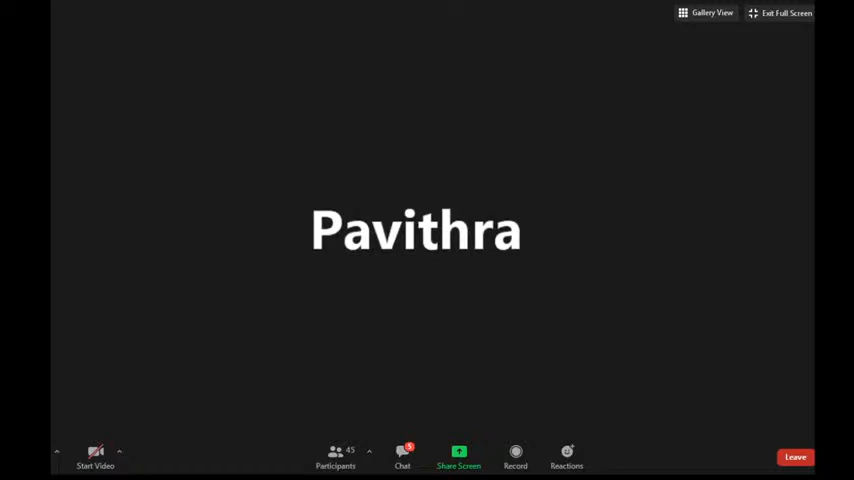 Gallery View
Exit Full Screen
Pavithra
45
5
Start Video
Participants
Chat
Share Screen
Record
Reactions
Leave